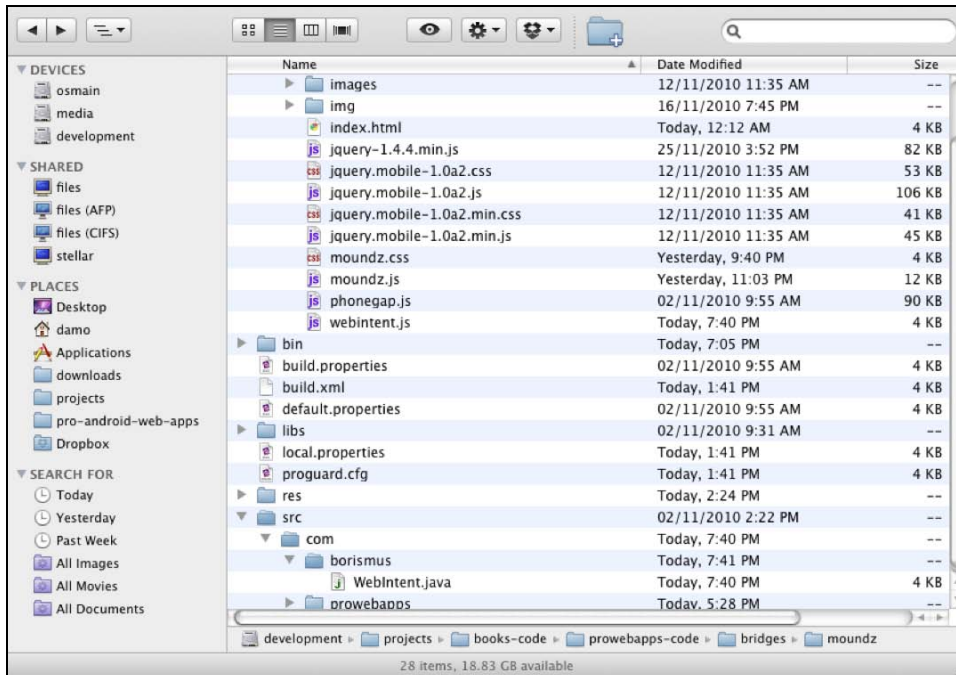 Name Date Modified Size
DEVICES
osmain
media
development
SHARED
files
files (AFP)
files (CIFS)
stellar
PLACES
Desktop
damo
Applications
downloads
projects
pro-android-web-apps
Dropbox
SEARCH FOR
Today
Yesterday
Past Week
All Images
All Movies
All Documents
images 12/11/2010 11:35 AM --
img 16/11/2010 7:45 PM --
index.html Today, 12:12 AM 4 KB
jquery-1.4.4.min.js 25/11/2010 3:52 PM 82 KB
jquery.mobile-1.0a2.css 12/11/2010 11:35 AM 53 KB
jquery.mobile-1.0a2.js 12/11/2010 11:35 AM 106 KB
jquery.mobile-1.0a2.min.css 12/11/2010 11:35 AM 41 KB
jquery.mobile-1.0a2.min.js 12/11/2010 11:35 AM 45 KB
moundz.css Yesterday, 9:40 PM 4 KB
moundz.js Yesterday, 11:03 PM 12 KB
phonegap.js 02/11/2010 9:55 AM 90 KB
webintent.js Today, 7:40 PM 4 KB
bin Today, 7:05 PM --
build.properties 02/11/2010 9:55 AM 4 KB
build.xml Today, 1:41 PM 4 KB
default.properties 02/11/2010 9:55 AM 4 KB
libs 02/11/2010 9:31 AM --
local.properties Today, 1:41 PM 4 KB
proguard.cfg Today, 1:41 PM 4 KB
res Today, 2:24 PM --
src 02/11/2010 2:22 PM --
com Today, 7:40 PM --
borismus Today, 7:41 PM --
WebIntent.java Today, 7:40 PM 4 KB
prowebapps Today, 5:28 PM --
development projects books-code prowebapps-code bridges moundz
28 items, 18.83 GB available